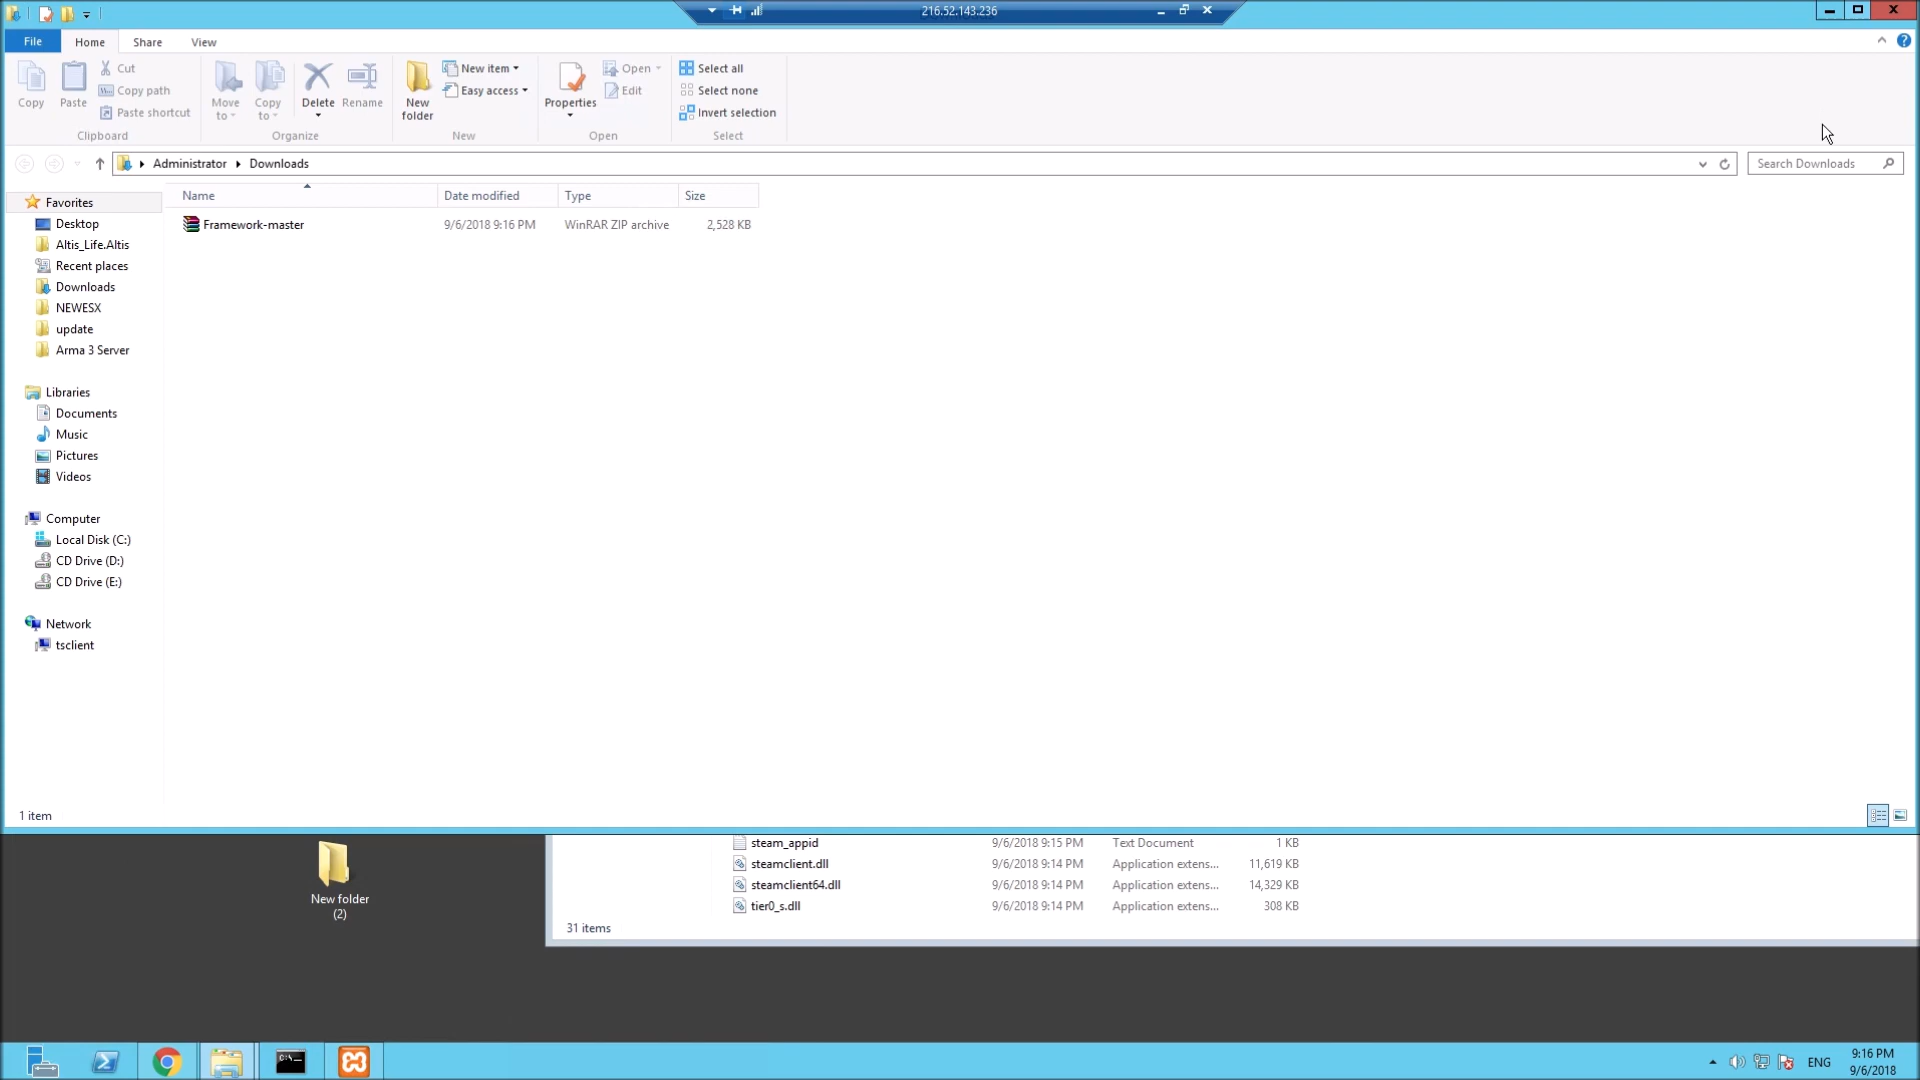 216.52.143.236
File Home Share View
Copy
Paste
Cut
Copy path
Paste shortcut
Clipboard
Move to
Copy to
Delete
Rename
Organize
New folder
New item
Easy access
New
Properties
Open
Edit
Open
Select all
Select none
Invert selection
Select
Administrator Downloads
Search Downloads
Name Date modified Type Size
Framework-master 9/6/2018 9:16 PM WinRAR ZIP archive 2,528 KB
Favorites
Desktop
Altis_Life.Altis
Recent places
Downloads
NEWESX
update
Arma 3 Server
Libraries
Documents
Music
Pictures
Videos
Computer
Local Disk (C:)
CD Drive (D:)
CD Drive (E:)
Network
tsclient
1 item
New folder
(2)
steam_appid 9/6/2018 9:15 PM Text Document 1 KB
steamclient.dll 9/6/2018 9:14 PM Application extens... 11,619 KB
steamclient64.dll 9/6/2018 9:14 PM Application extens... 14,329 KB
tier0_s.dll 9/6/2018 9:14 PM Application extens... 308 KB
31 items
ENG
9:16 PM
9/6/2018